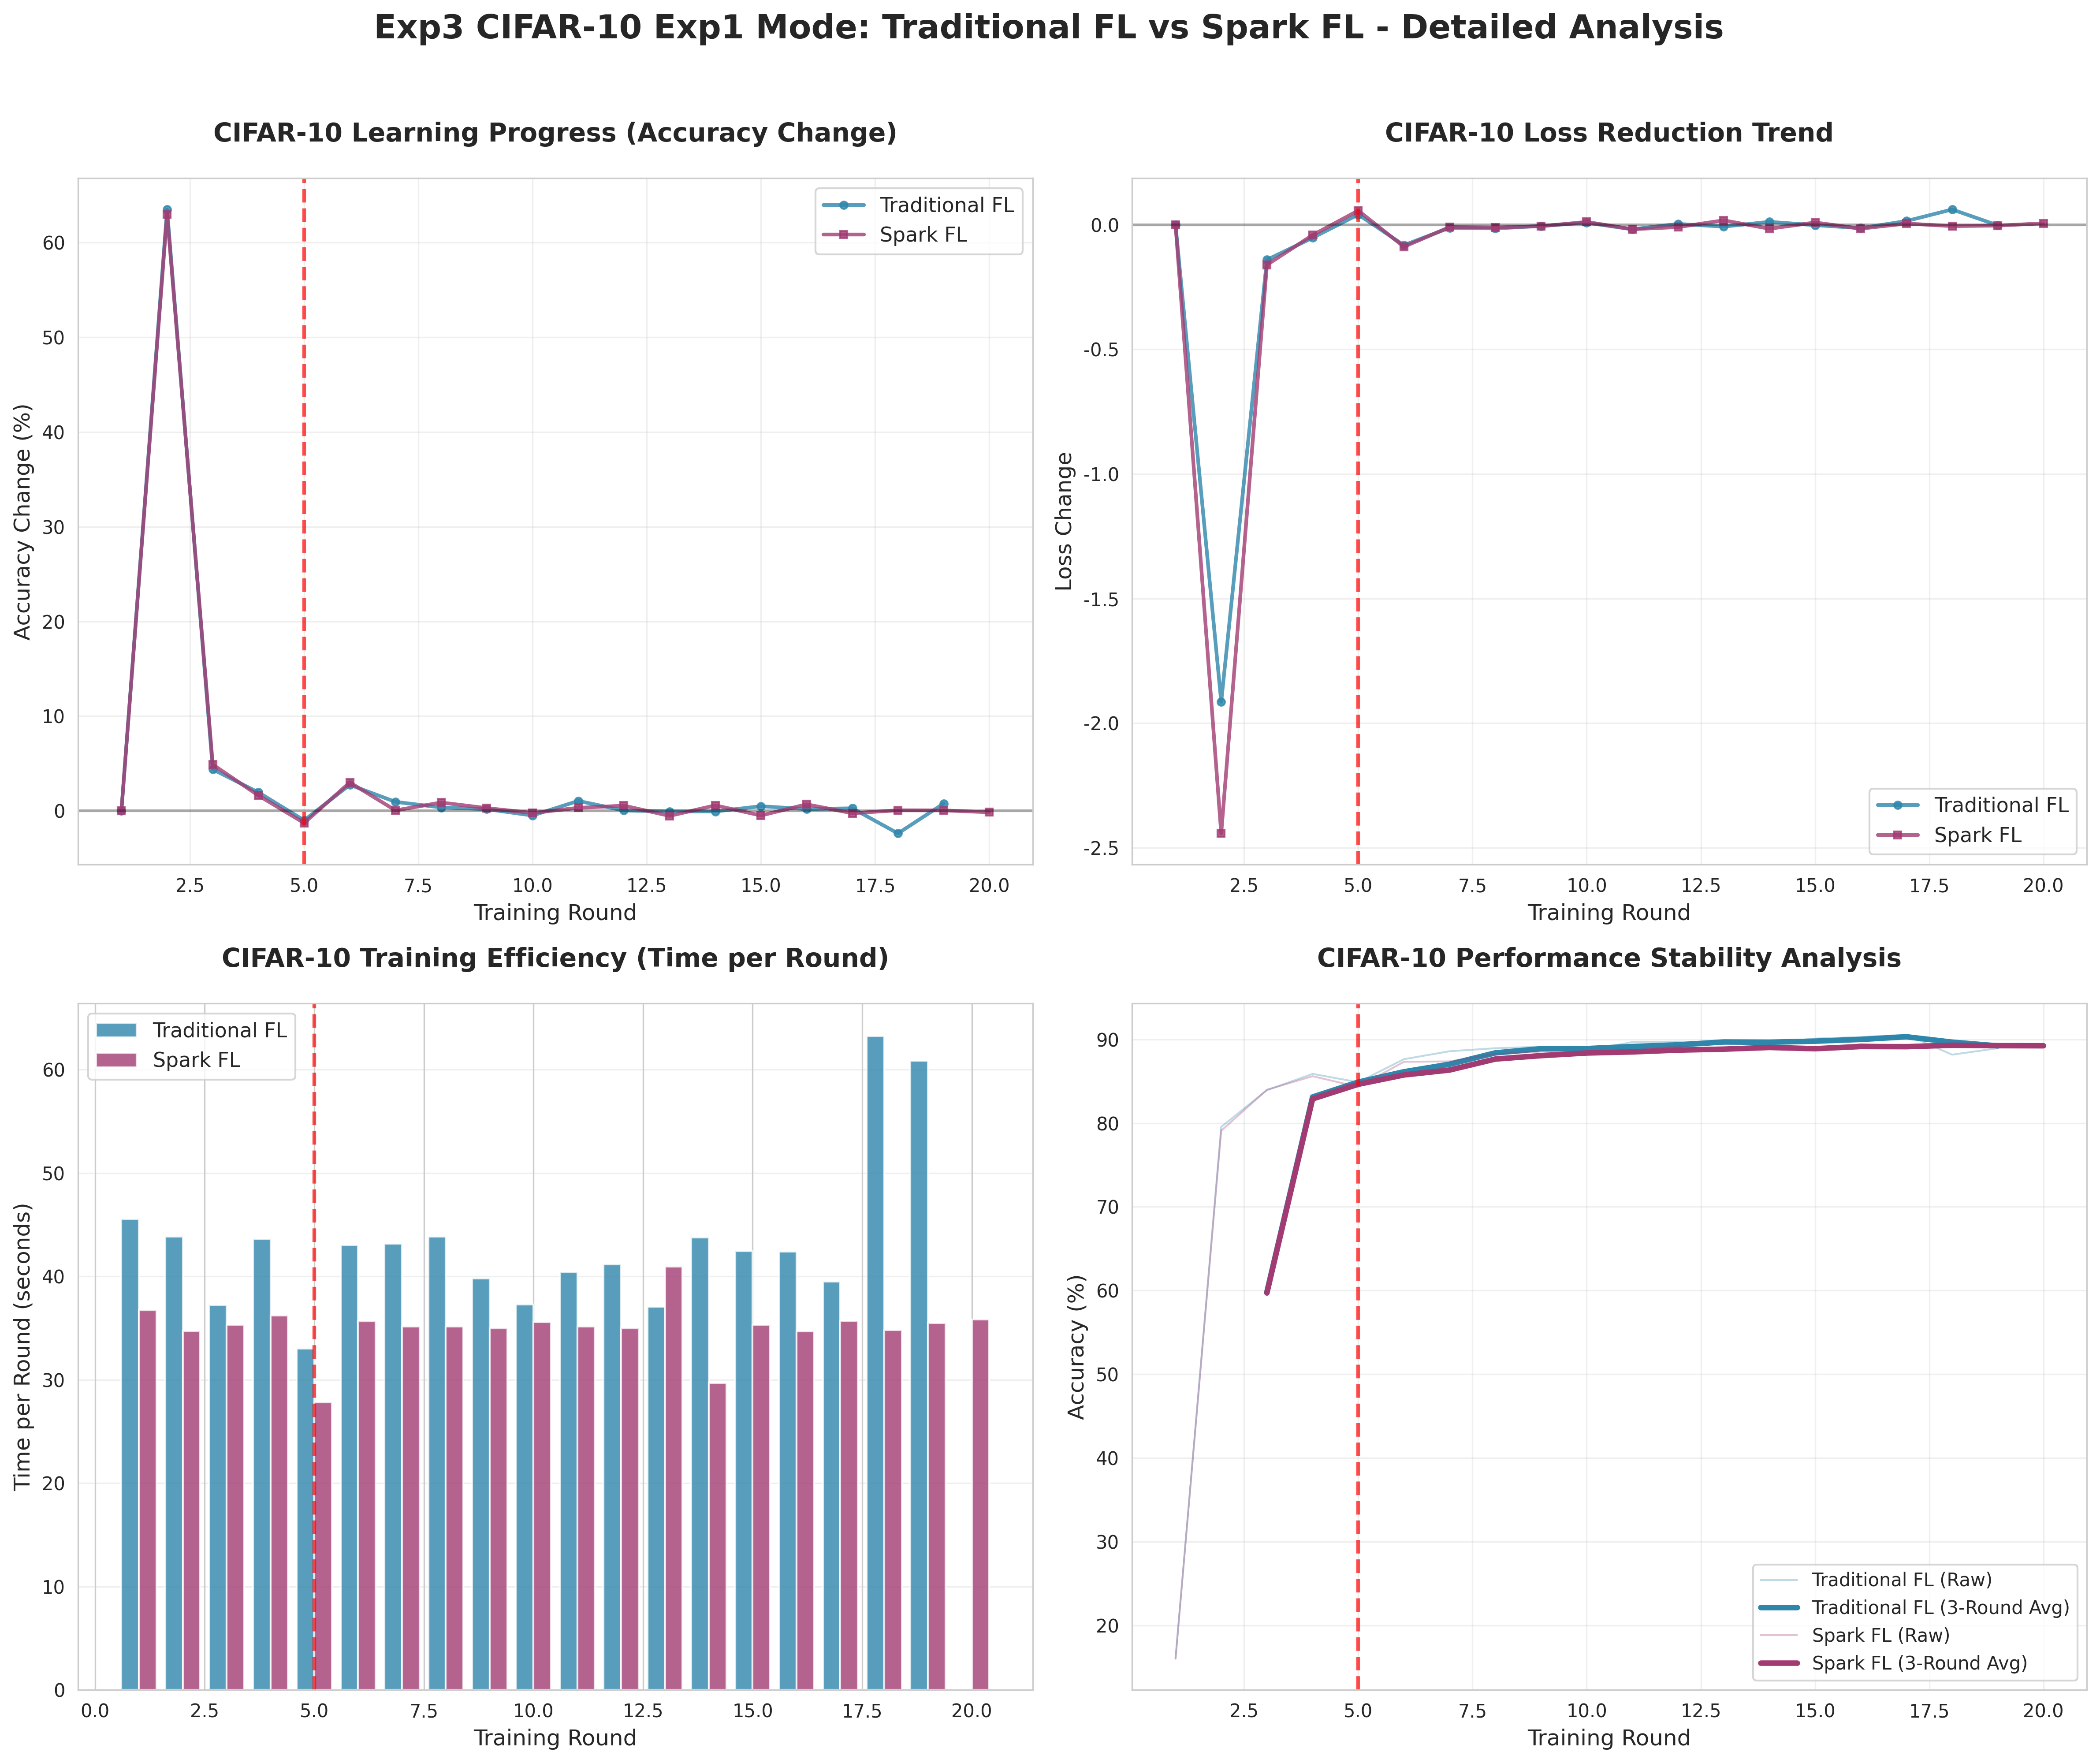 Exp3 CIFAR-10 Exp1 Mode: Traditional FL vs Spark FL - Detailed Analysis
CIFAR-10 Learning Progress (Accuracy Change)
Traditional FL
Spark FL
60
50
40
30
20
10
0
Accuracy Change (%)
2.5 5.0 7.5 10.0 12.5 15.0 17.5 20.0
Training Round
CIFAR-10 Loss Reduction Trend
0.0
-0.5
-1.0
-1.5
-2.0
-2.5
Loss Change
Traditional FL
Spark FL
2.5 5.0 7.5 10.0 12.5 15.0 17.5 20.0
Training Round
CIFAR-10 Training Efficiency (Time per Round)
Traditional FL
Spark FL
60
50
40
30
20
10
0
Time per Round (seconds)
0.0 2.5 5.0 7.5 10.0 12.5 15.0 17.5 20.0
Training Round
CIFAR-10 Performance Stability Analysis
90
80
70
60
50
40
30
20
Accuracy (%)
Traditional FL (Raw)
Traditional FL (3-Round Avg)
Spark FL (Raw)
Spark FL (3-Round Avg)
2.5 5.0 7.5 10.0 12.5 15.0 17.5 20.0
Training Round